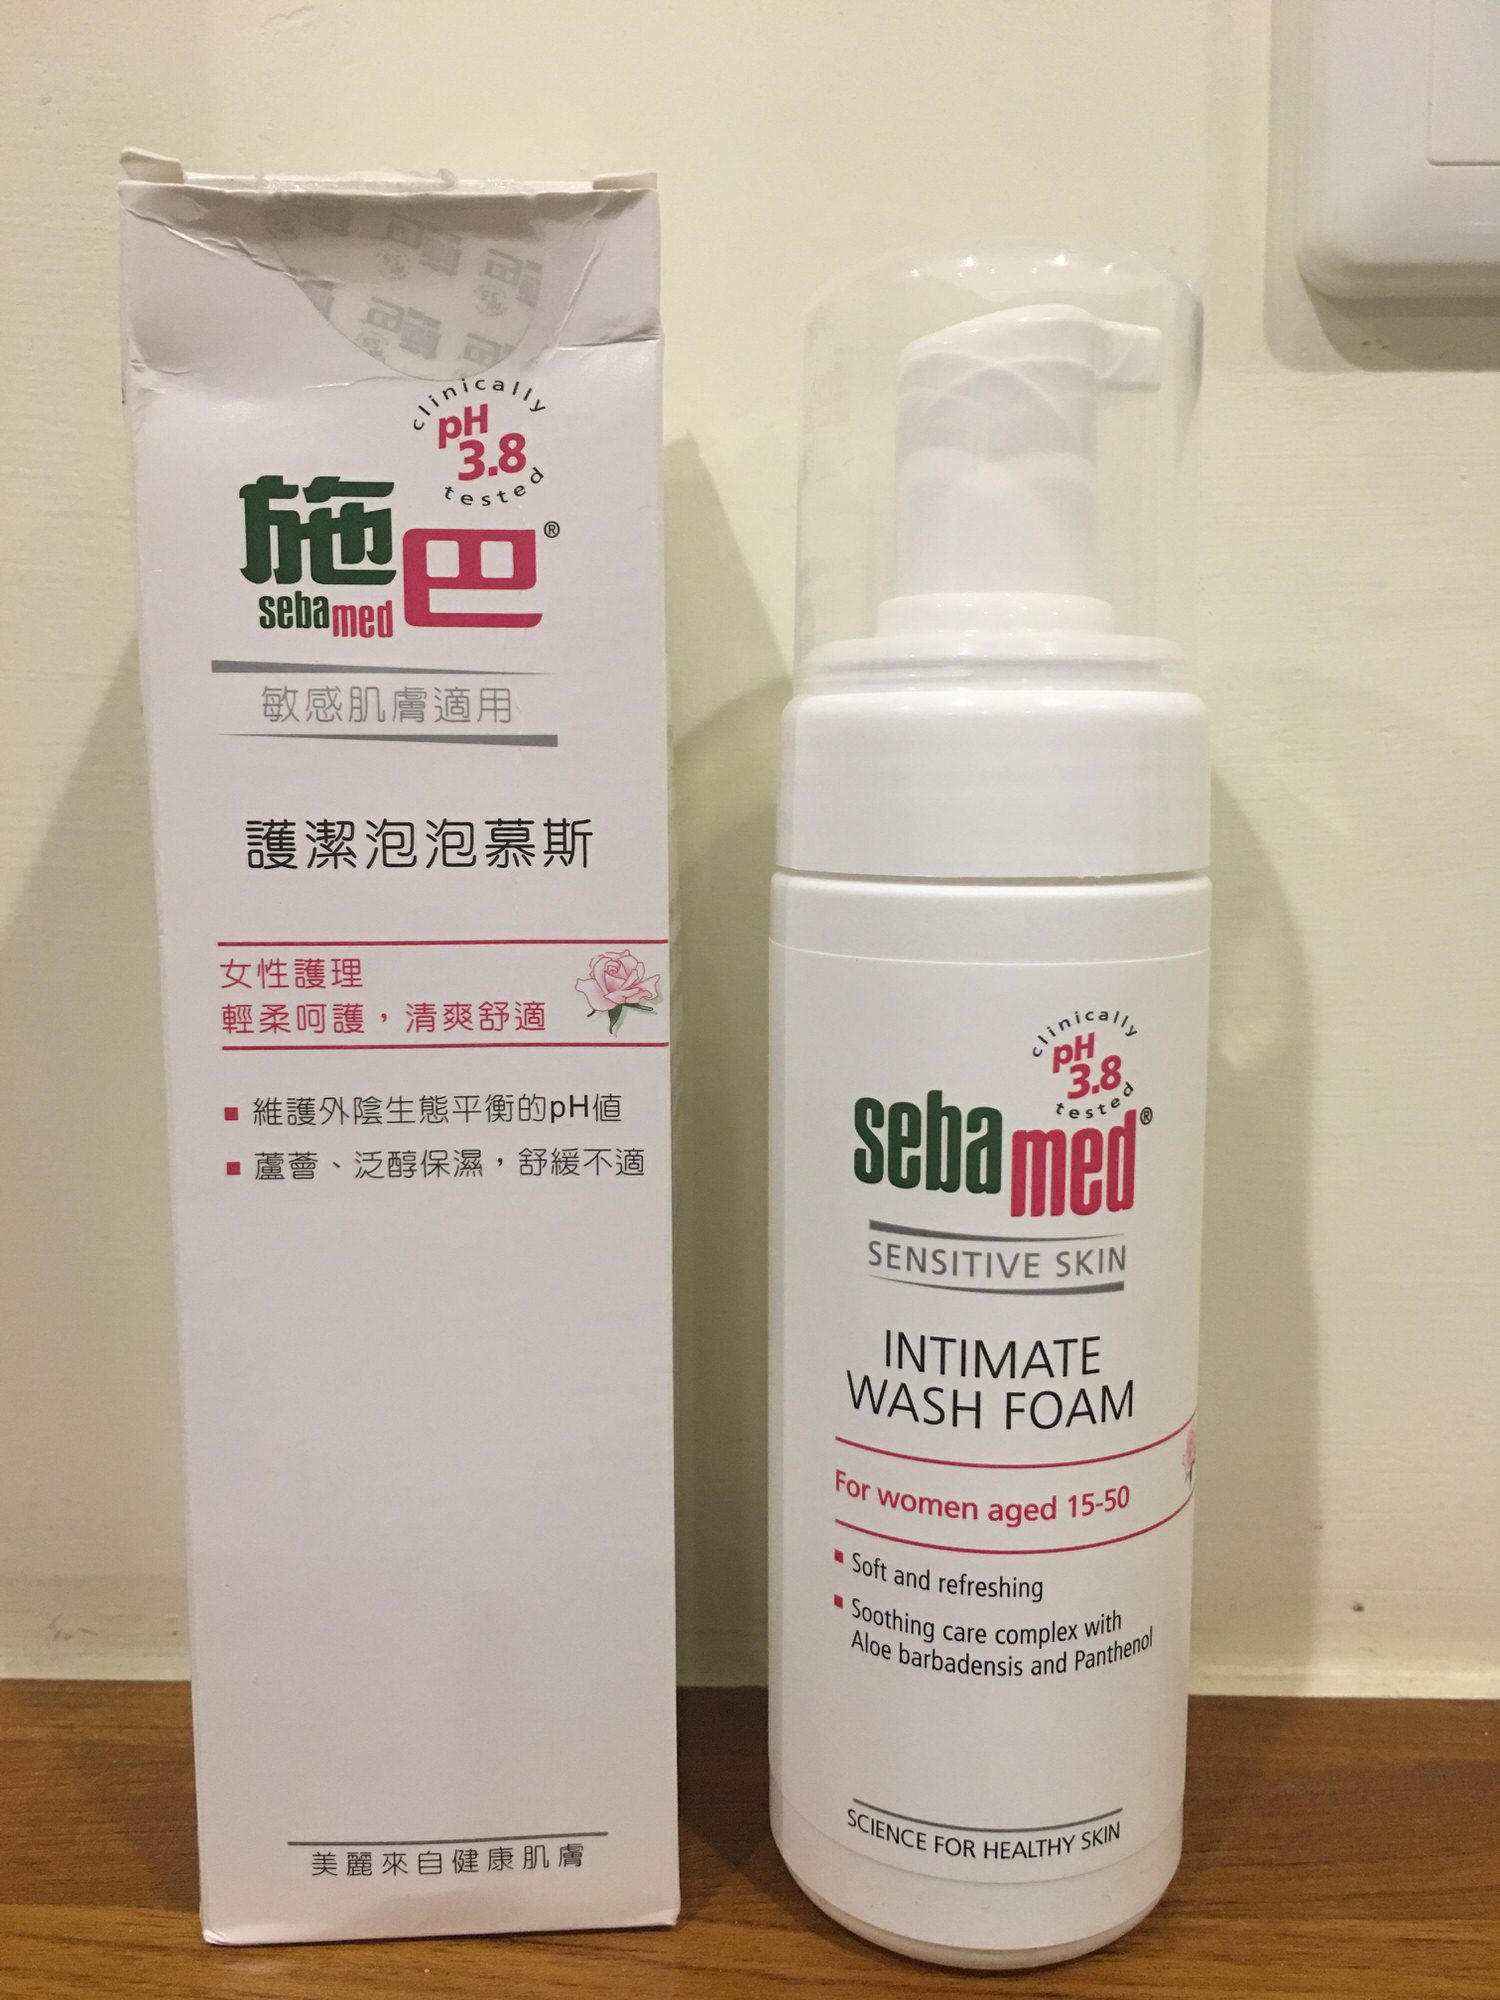 clinically
pH
3.8
tested
施巴®
sebamed
敏感肌膚適用
護潔泡泡慕斯
女性護理
輕柔呵護，清爽舒適
▪ 維護外陰生態平衡的pH值
▪ 蘆薈、泛醇保濕，舒緩不適
美麗來自健康肌膚
clinically
pH
3.8
tested
sebamed®
SENSITIVE SKIN
INTIMATE
WASH FOAM
For women aged 15-50
▪ Soft and refreshing
▪ Soothing care complex with
Aloe barbadensis and Panthenol
SCIENCE FOR HEALTHY SKIN